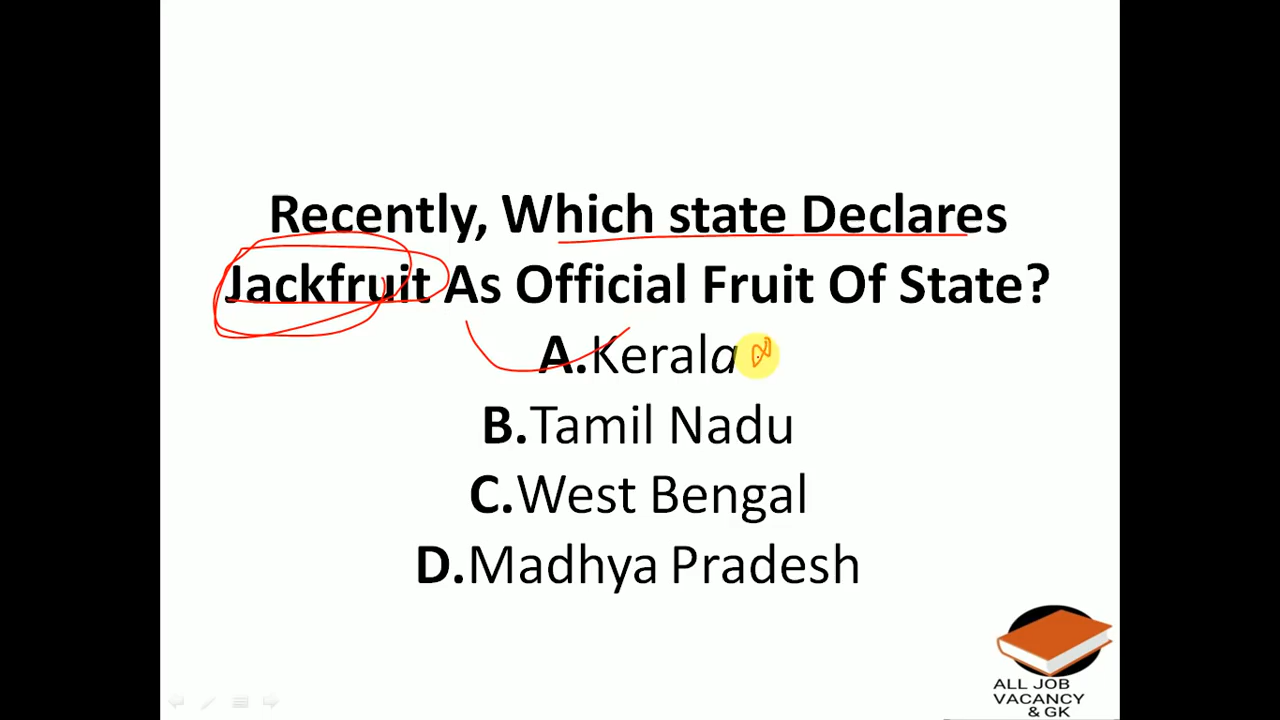 Recently, Which state Declares
Jackfruit As Official Fruit Of State?
A.Kerala
B.Tamil Nadu
C.West Bengal
D.Madhya Pradesh
ALL JOB
VACANCY
& GK